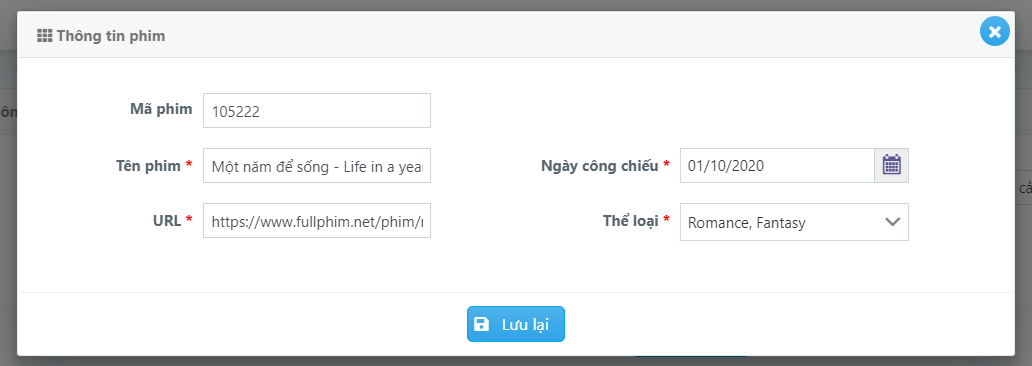 Thông tin phim
Mã phim
105222
Tên phim *
Một năm để sống - Life in a year
Ngày công chiếu *
01/10/2020
URL *
https://www.fullphim.net/phim/
Thể loại *
Romance, Fantasy
Lưu lại